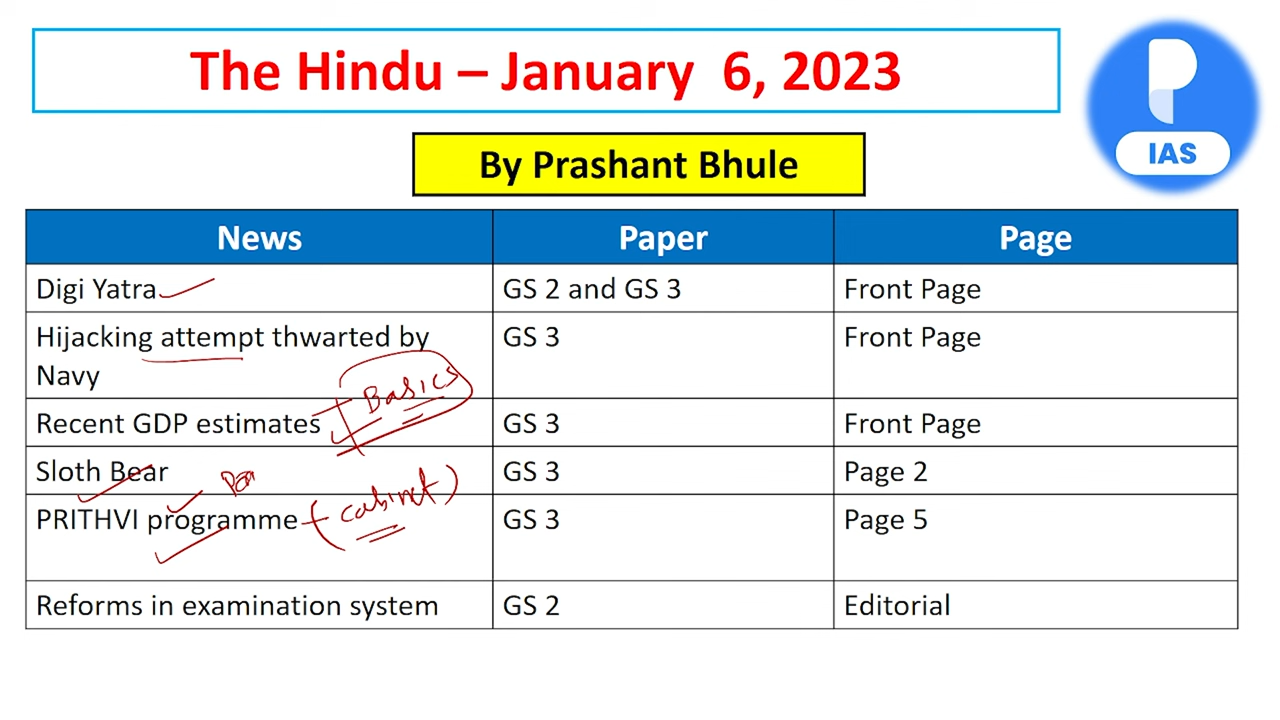 The Hindu – January 6, 2023
IAS
By Prashant Bhule
News Paper Page
Digi Yatra GS 2 and GS 3 Front Page
Hijacking attempt thwarted by GS 3 Front Page
Navy
Basics
Recent GDP estimates GS 3 Front Page
Sloth Bear GS 3 Page 2
(cabinet)
PRITHVI programme GS 3 Page 5
Reforms in examination system GS 2 Editorial